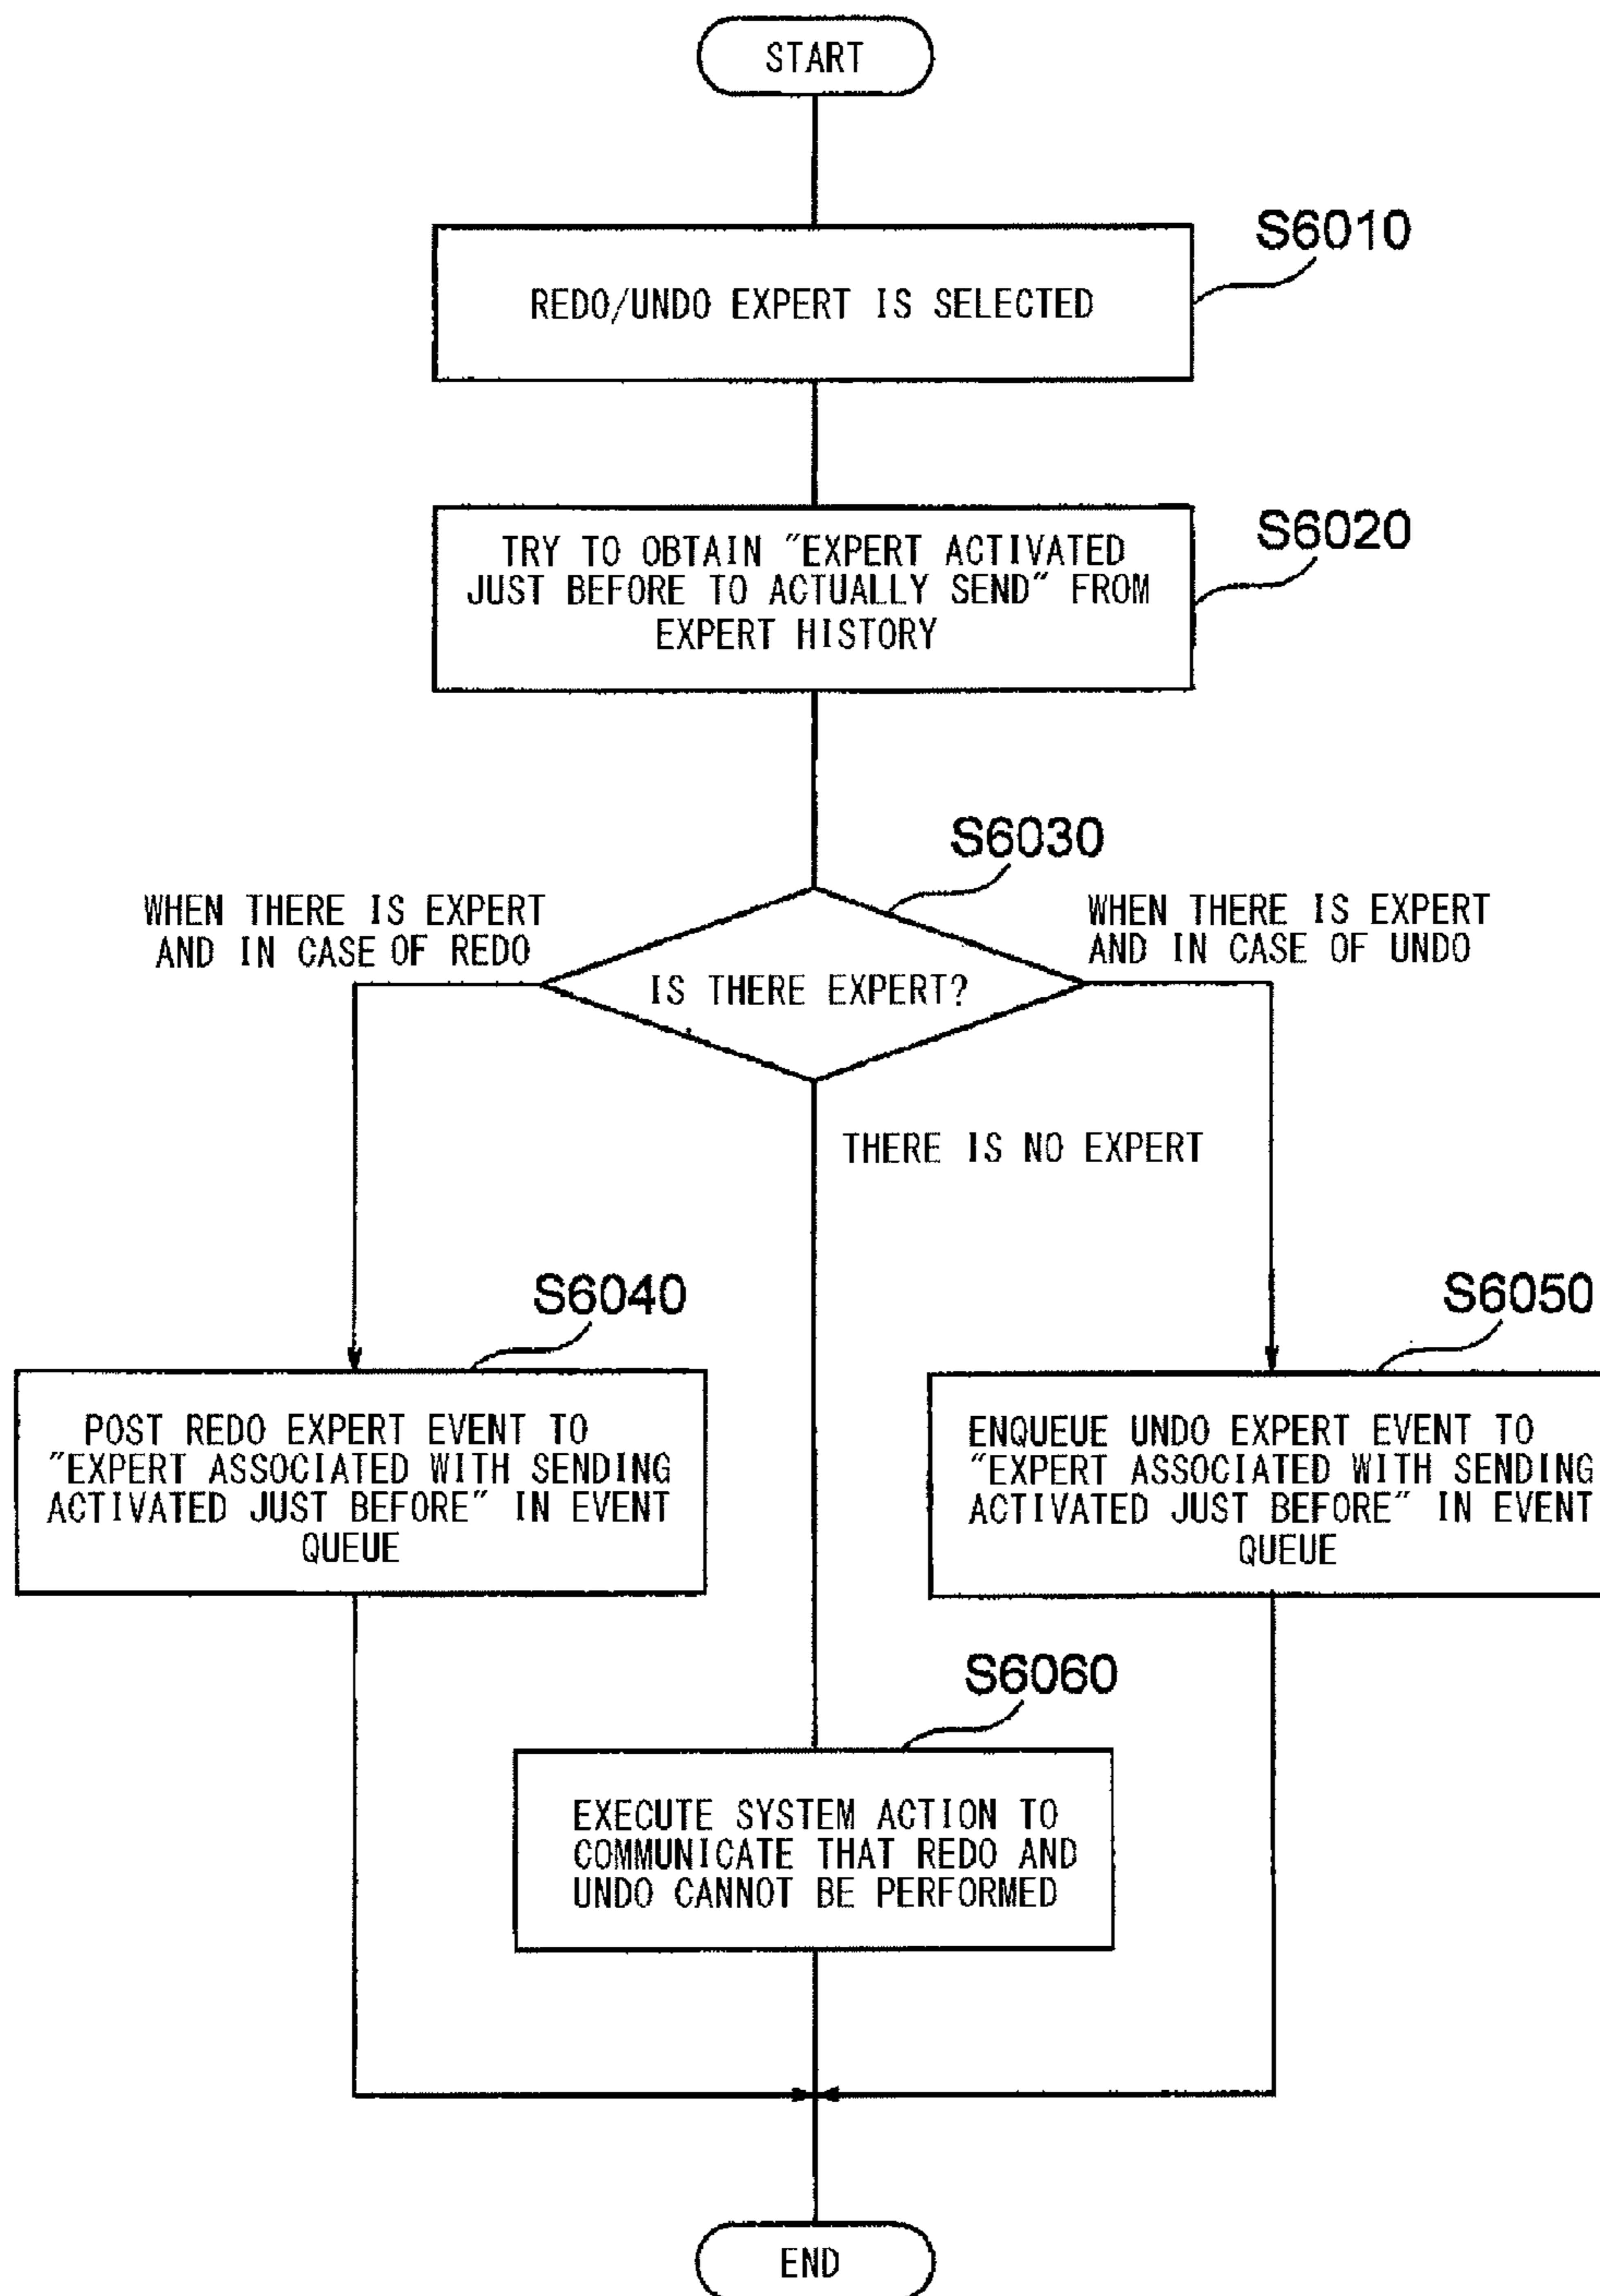 START
S6010
REDO/UNDO EXPERT IS SELECTED
S6020
TRY TO OBTAIN "EXPERT ACTIVATED
JUST BEFORE TO ACTUALLY SEND" FROM
EXPERT HISTORY
S6030
WHEN THERE IS EXPERT
AND IN CASE OF REDO
WHEN THERE IS EXPERT
AND IN CASE OF UNDO
IS THERE EXPERT?
THERE IS NO EXPERT
S6040
POST REDO EXPERT EVENT TO
"EXPERT ASSOCIATED WITH SENDING
ACTIVATED JUST BEFORE" IN EVENT
QUEUE
S6050
ENQUEUE UNDO EXPERT EVENT TO
"EXPERT ASSOCIATED WITH SENDING
ACTIVATED JUST BEFORE" IN EVENT
QUEUE
S6060
EXECUTE SYSTEM ACTION TO
COMMUNICATE THAT REDO AND
UNDO CANNOT BE PERFORMED
END